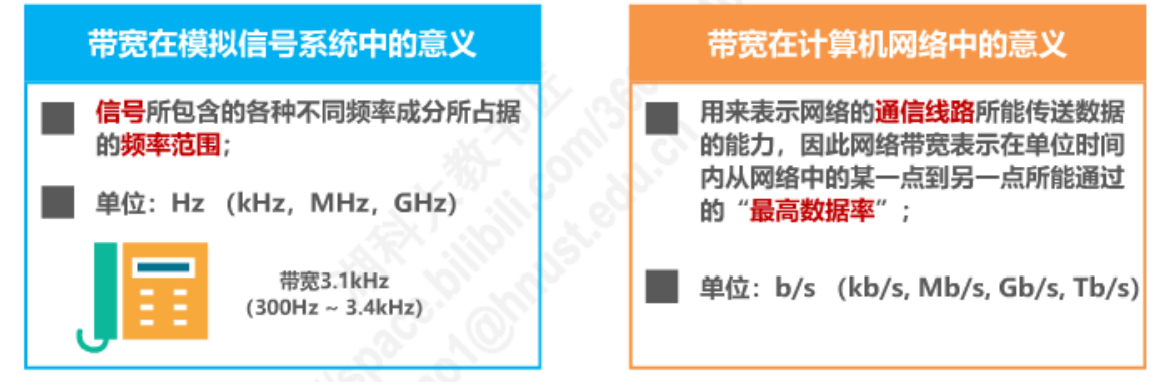 带宽在模拟信号系统中的意义
信号所包含的各种不同频率成分所占据
的频率范围；
单位：Hz （kHz，MHz，GHz）
带宽3.1kHz
(300Hz ~ 3.4kHz)
带宽在计算机网络中的意义
用来表示网络的通信线路所能传送数据
的能力，因此网络带宽表示在单位时间
内从网络中的某一点到另一点所能通过
的“最高数据率”；
单位：b/s （kb/s, Mb/s, Gb/s, Tb/s)